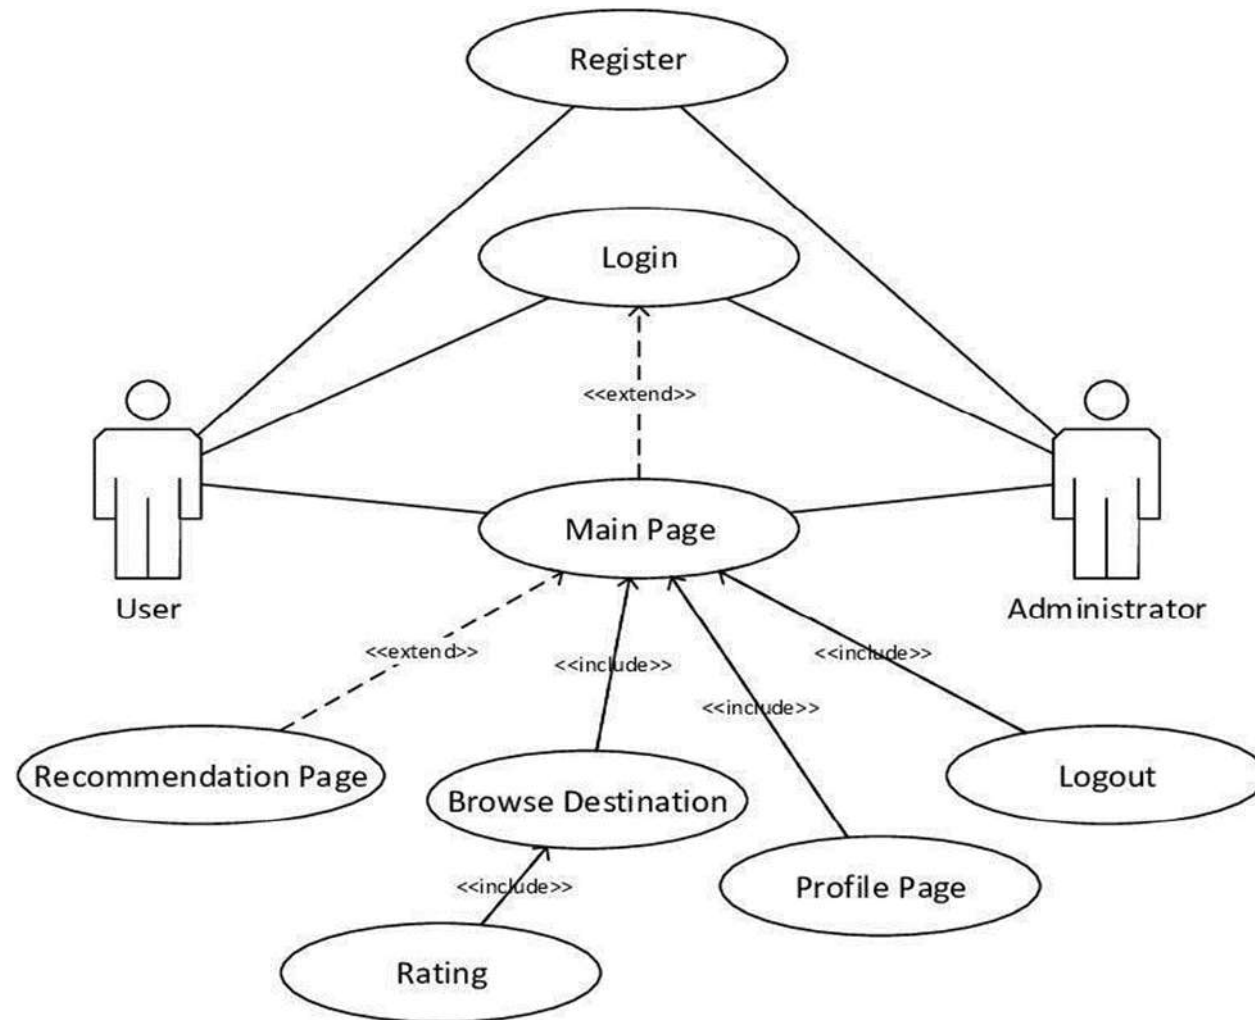 Register
Login
<<extend>>
Main Page
User
Administrator
<<extend>>
<<include>>
<<include>>
<<include>>
Recommendation Page
Browse Destination
Logout
<<include>>
Profile Page
Rating